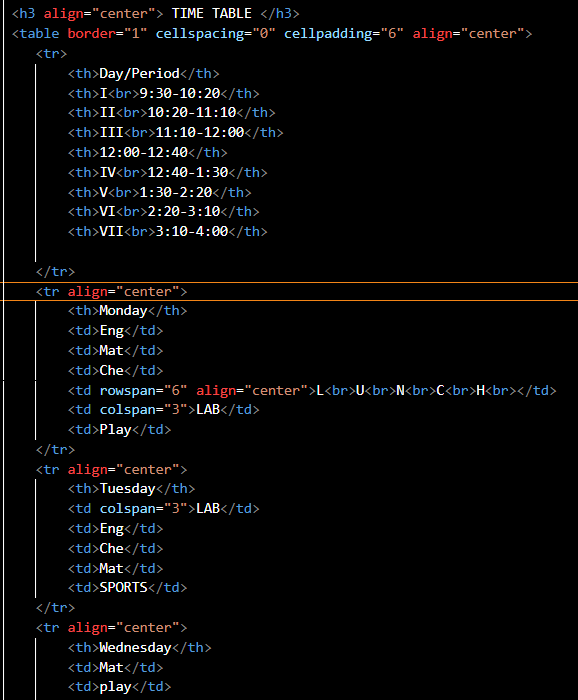 <h3 align="center"> TIME TABLE </h3>
<table border="1" cellspacing="0" cellpadding="6" align="center">
<tr>
<th>Day/Period</th>
<th>I<br>9:30-10:20</th>
<th>II<br>10:20-11:10</th>
<th>III<br>11:10-12:00</th>
<th>12:00-12:40</th>
<th>IV<br>12:40-1:30</th>
<th>V<br>1:30-2:20</th>
<th>VI<br>2:20-3:10</th>
<th>VII<br>3:10-4:00</th>
</tr>
<tr align="center">
<th>Monday</th>
<td>Eng</td>
<td>Mat</td>
<td>Che</td>
<td rowspan="6" align="center">L<br>U<br>N<br>C<br>H<br></td>
<td colspan="3">LAB</td>
<td>Play</td>
</tr>
<tr align="center">
<th>Tuesday</th>
<td colspan="3">LAB</td>
<td>Eng</td>
<td>Che</td>
<td>Mat</td>
<td>SPORTS</td>
</tr>
<tr align="center">
<th>Wednesday</th>
<td>Mat</td>
<td>play</td>